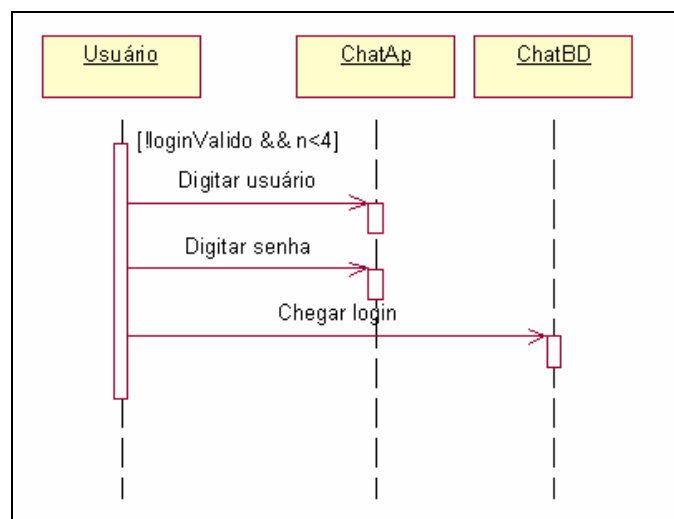 Usuário
ChatAp
ChatBD
[!loginValido && n<4]
Digitar usuário
Digitar senha
Chegar login